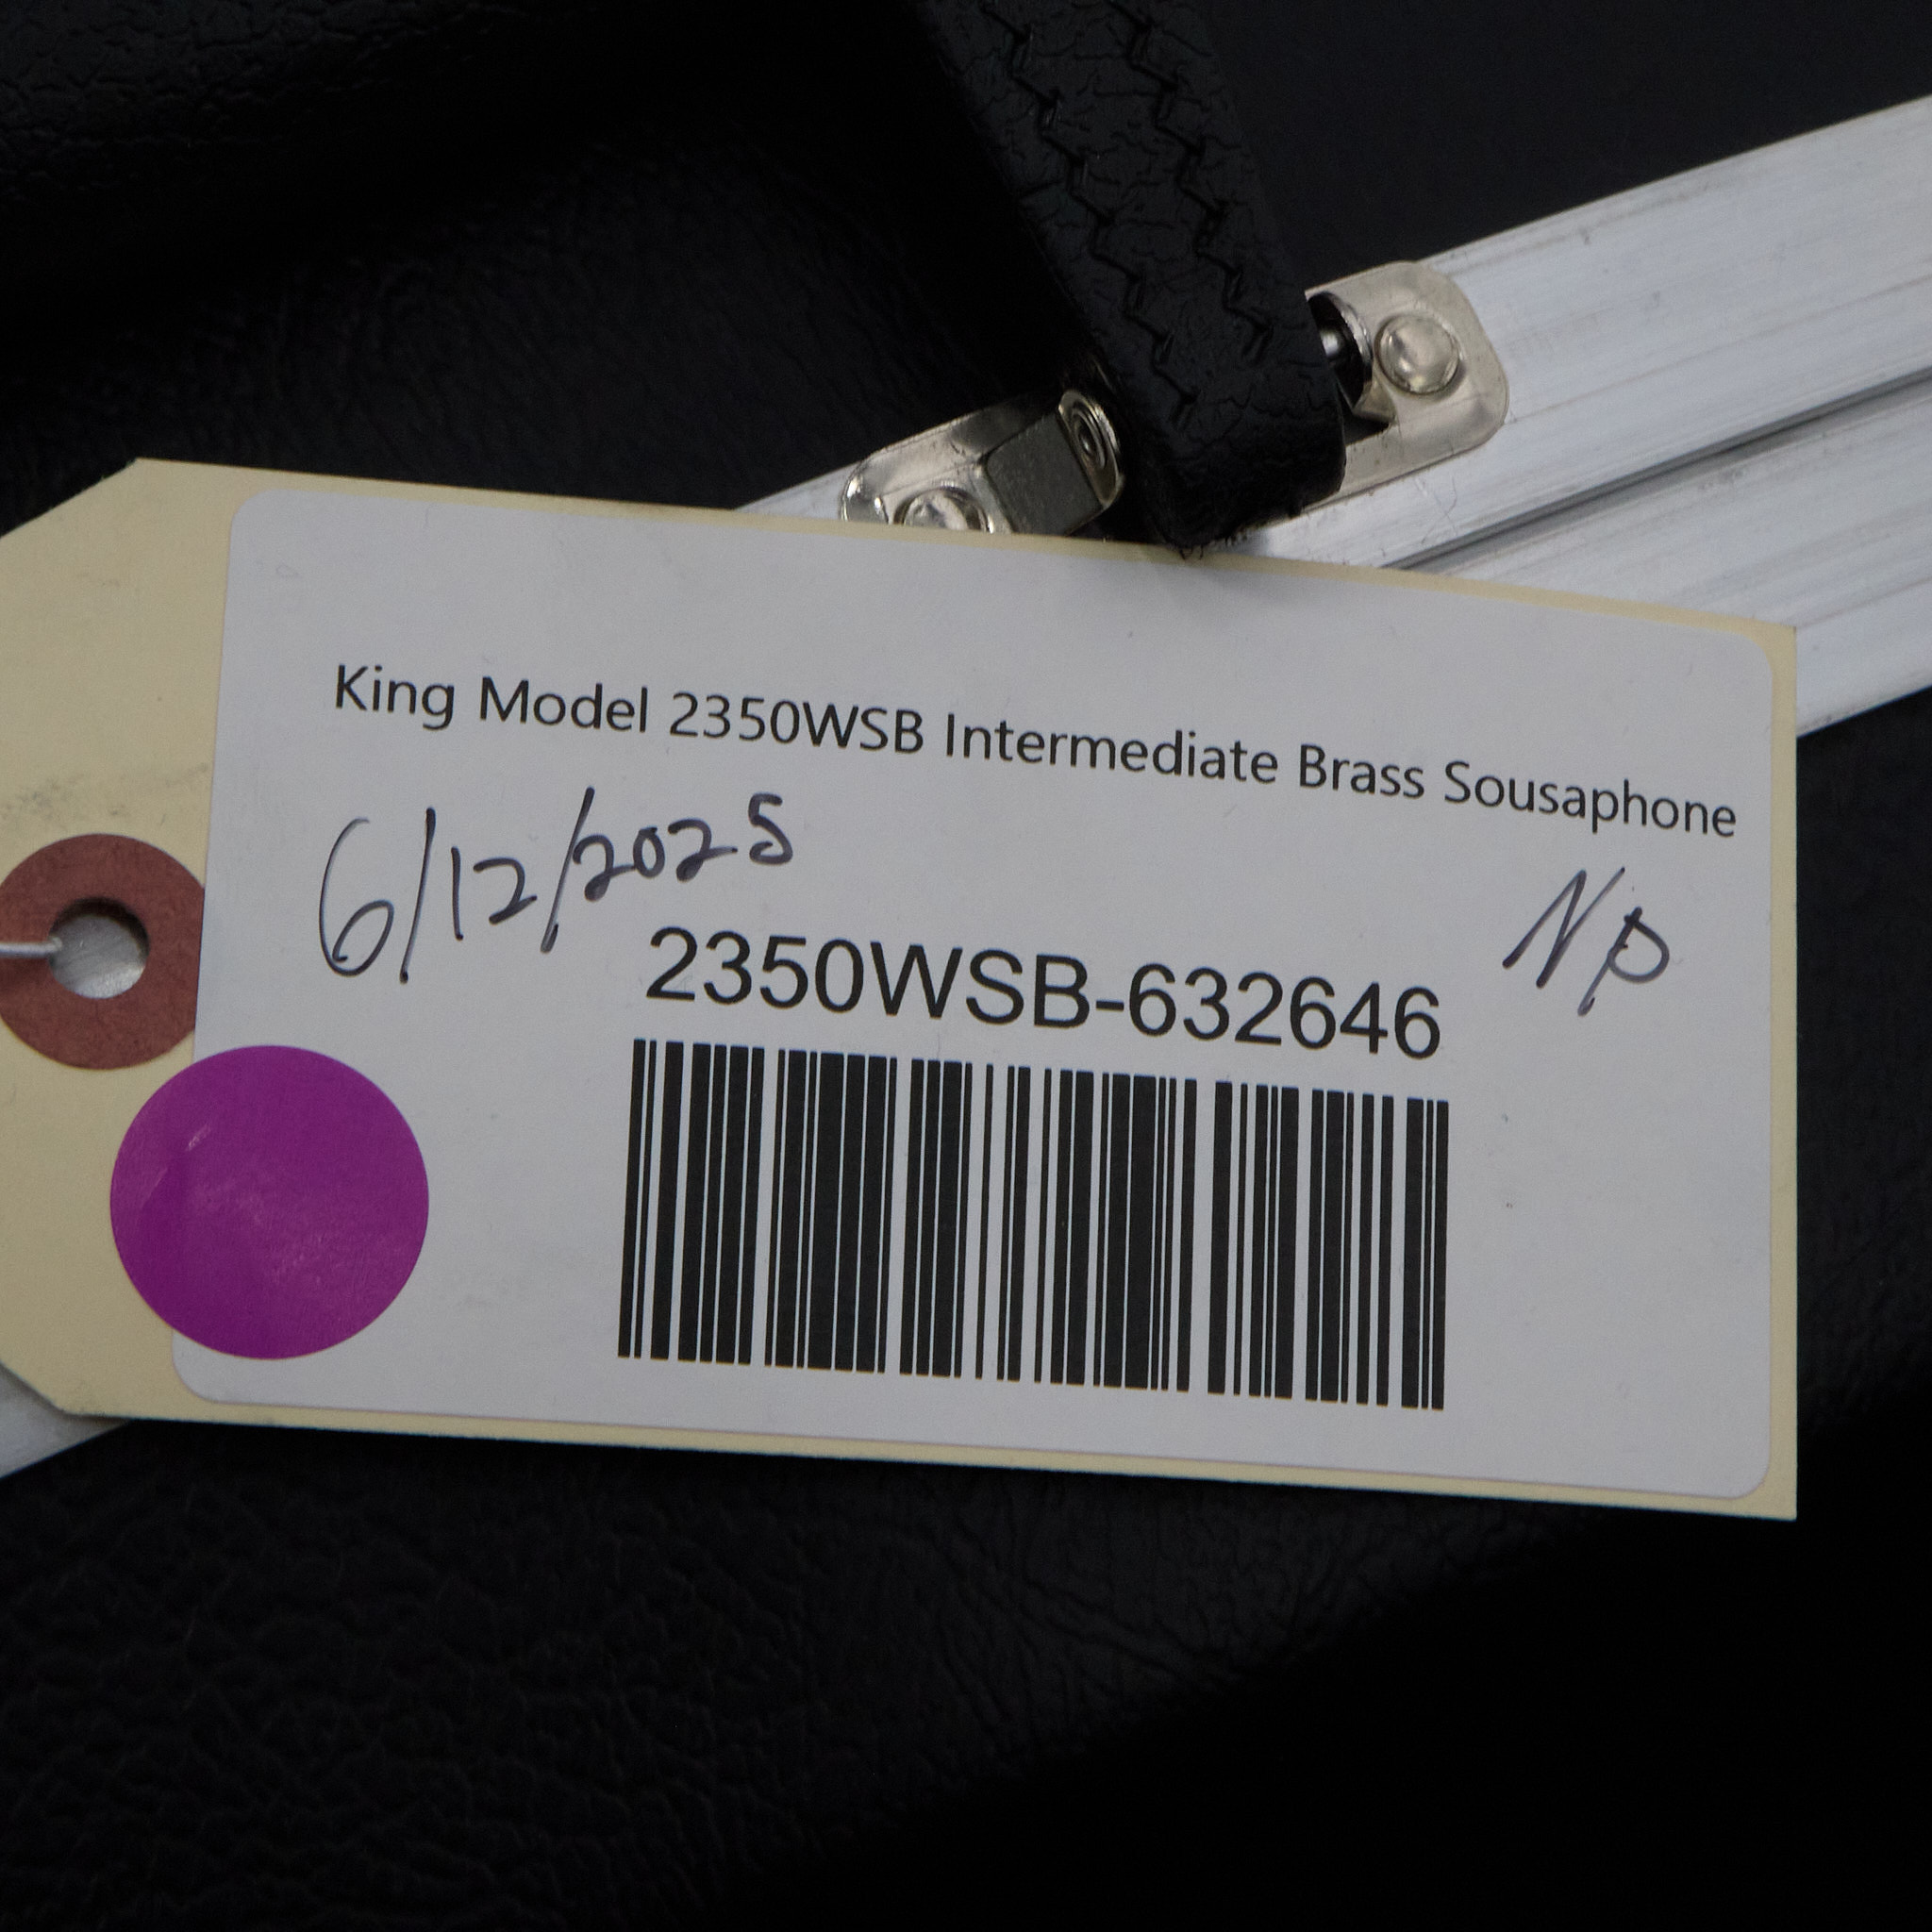 King Model 2350WSB Intermediate Brass Sousaphone
6/12/2025
NP
2350WSB-632646